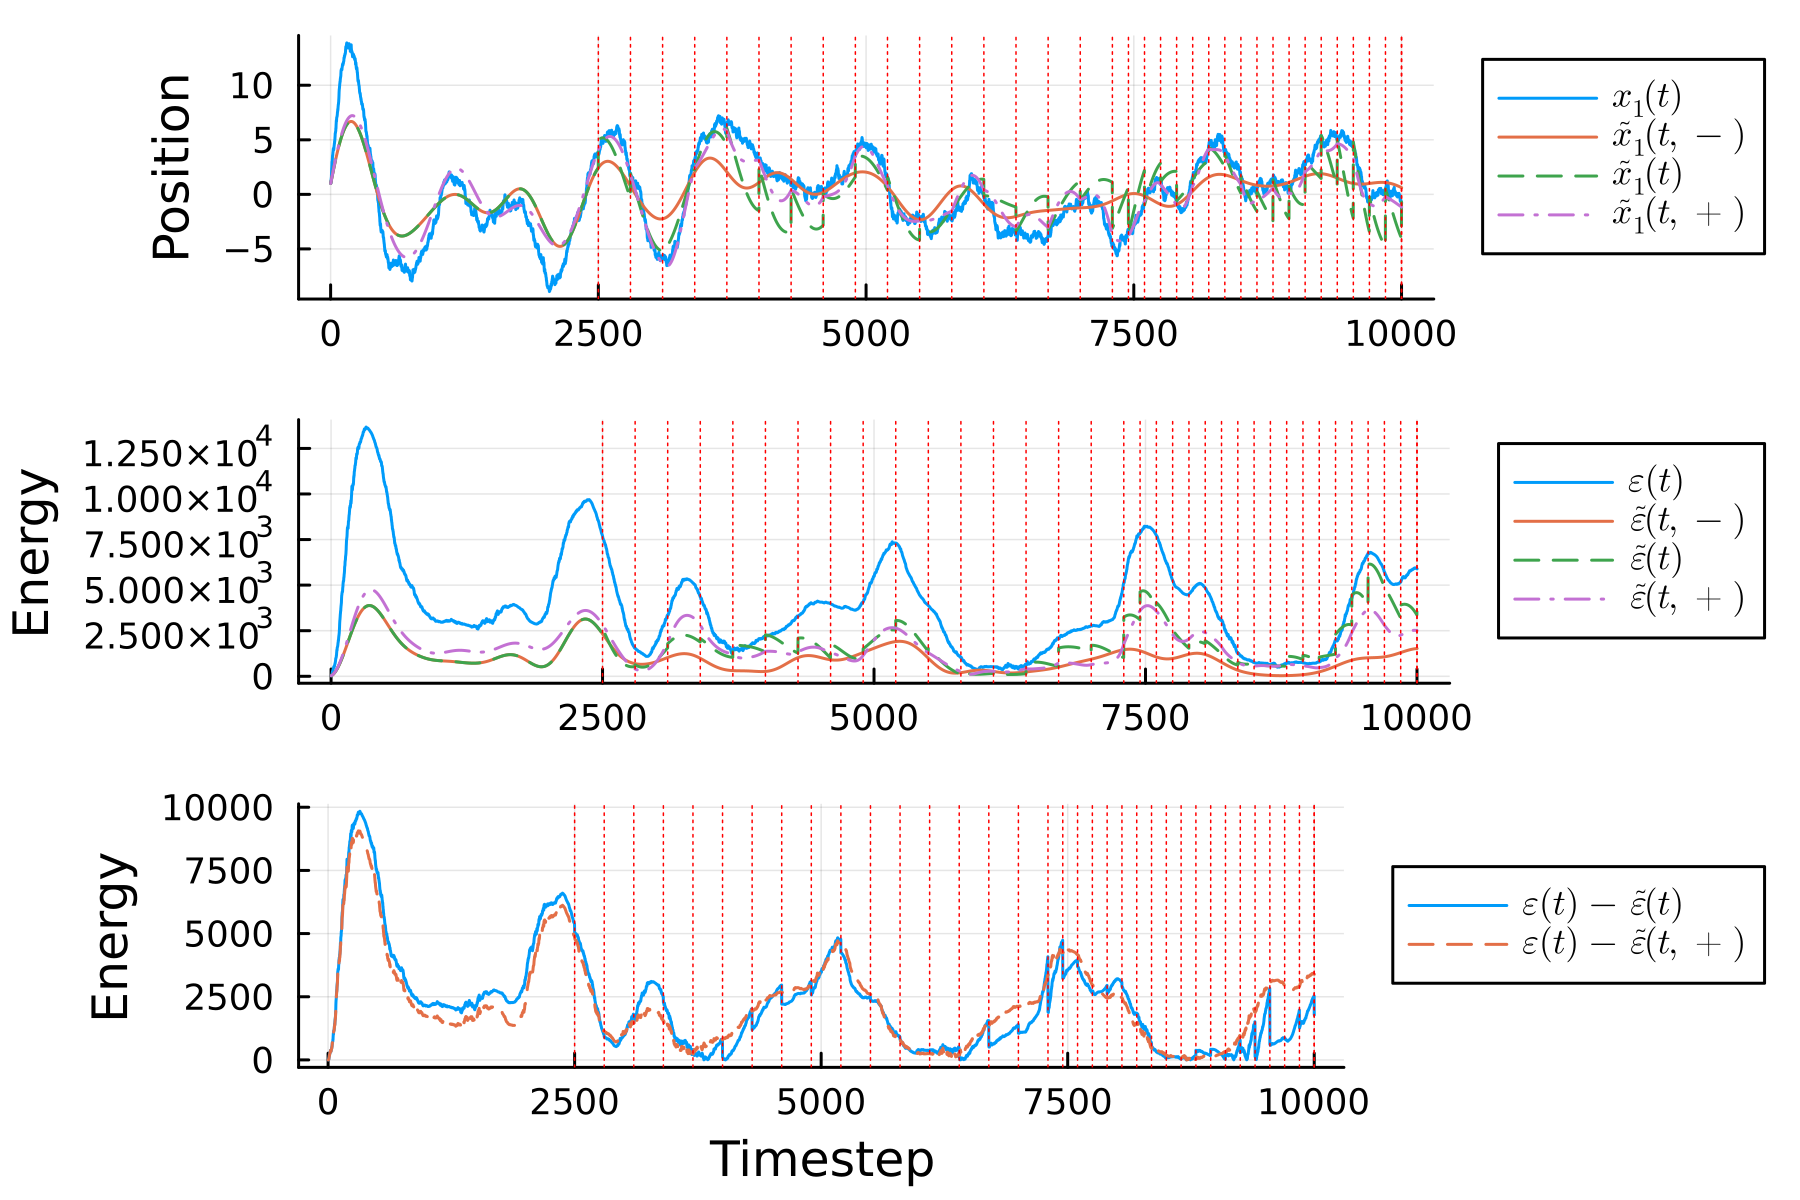 Position
10
5
0
−5
0 2500 5000 7500 10000
x₁(t)
x̃₁(t, −)
x̃₁(t)
x̃₁(t, +)
Energy
1.250×10⁴
1.000×10⁴
7.500×10³
5.000×10³
2.500×10³
0
0 2500 5000 7500 10000
ε(t)
ε̃(t, −)
ε̃(t)
ε̃(t, +)
Energy
10000
7500
5000
2500
0
0 2500 5000 7500 10000
Timestep
ε(t) − ε̃(t)
ε(t) − ε̃(t, +)